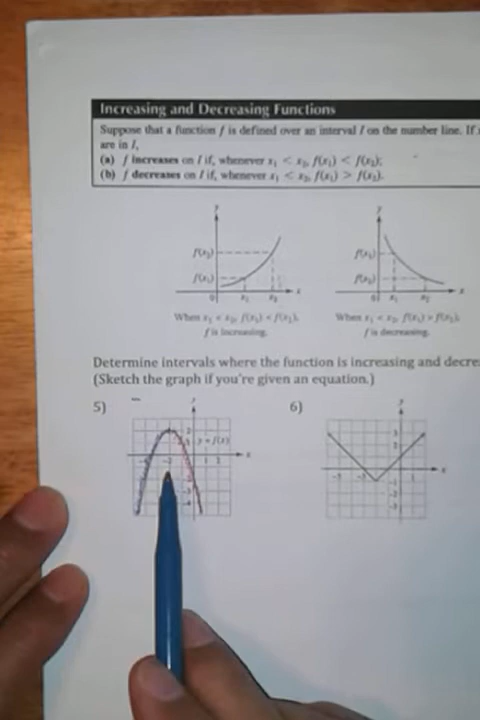 Increasing and Decreasing Functions
Suppose that a function f is defined over an interval I on the number line. If
are in I,
(a) f increases on I if, whenever x₁ < x₂, f(x₁) < f(x₂);
(b) f decreases on I if, whenever x₁ < x₂, f(x₁) > f(x₂).
y y
f(x₂) f(x₁)
f(x₁) f(x₂)
0 x₁ x₂ x 0 x₁ x₂ x
When x₁ < x₂, f(x₁) < f(x₂), When x₁ < x₂, f(x₁) > f(x₂),
f is increasing. f is decreasing.
Determine intervals where the function is increasing and decre
(Sketch the graph if you're given an equation.)
5) 6)
y = f(x)
x x